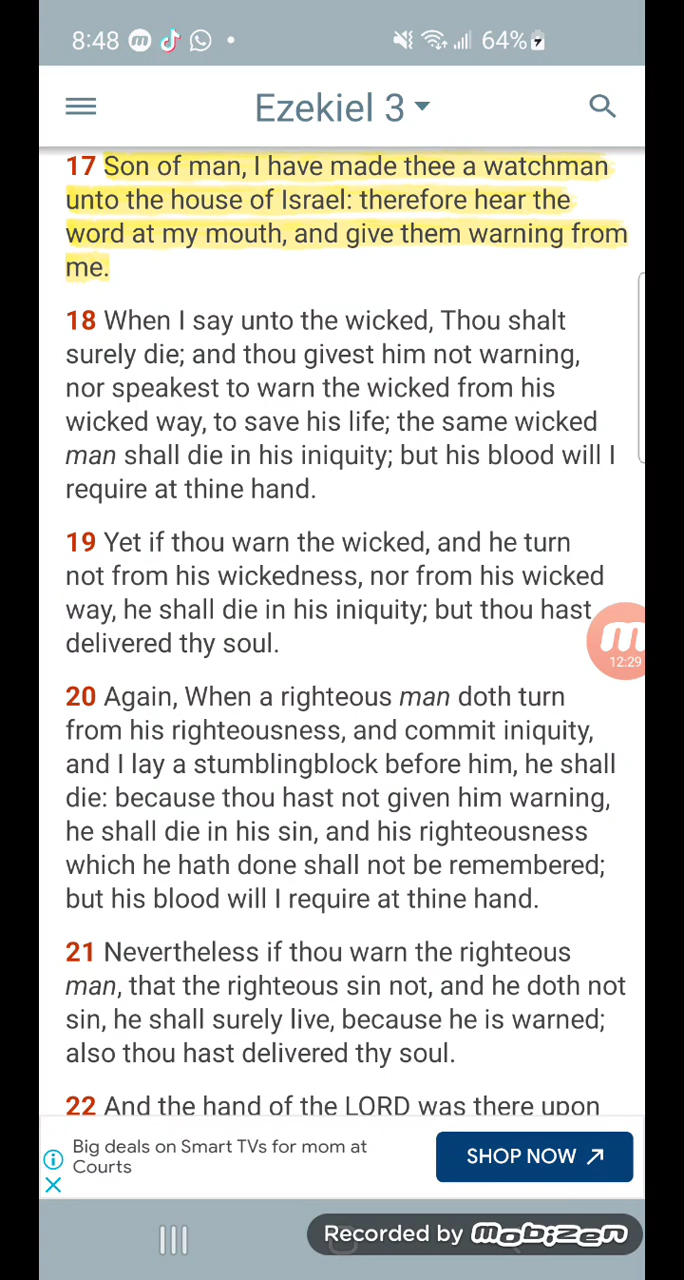 8:48
64%
Ezekiel 3
17 Son of man, I have made thee a watchman
unto the house of Israel: therefore hear the
word at my mouth, and give them warning from
me.
18 When I say unto the wicked, Thou shalt
surely die; and thou givest him not warning,
nor speakest to warn the wicked from his
wicked way, to save his life; the same wicked
man shall die in his iniquity; but his blood will I
require at thine hand.
19 Yet if thou warn the wicked, and he turn
not from his wickedness, nor from his wicked
way, he shall die in his iniquity; but thou hast
delivered thy soul.
12:29
20 Again, When a righteous man doth turn
from his righteousness, and commit iniquity,
and I lay a stumblingblock before him, he shall
die: because thou hast not given him warning,
he shall die in his sin, and his righteousness
which he hath done shall not be remembered;
but his blood will I require at thine hand.
21 Nevertheless if thou warn the righteous
man, that the righteous sin not, and he doth not
sin, he shall surely live, because he is warned;
also thou hast delivered thy soul.
22 And the hand of the LORD was there upon
Big deals on Smart TVs for mom at
Courts
SHOP NOW
Recorded by mobizen